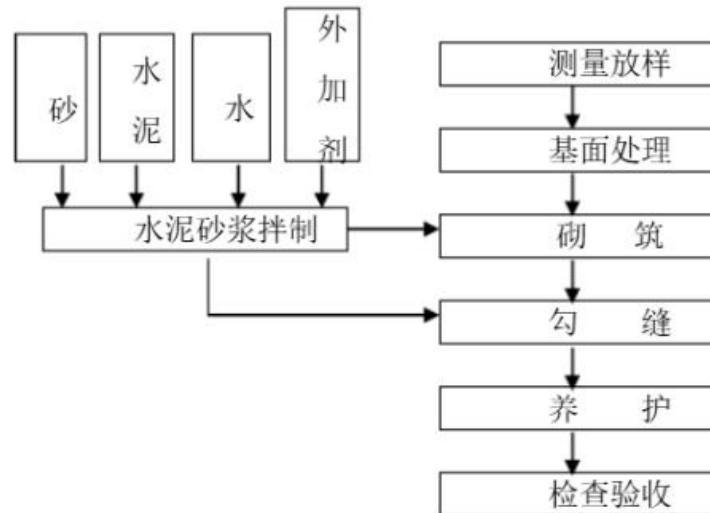 砂
水泥
水
外加剂
水泥砂浆拌制
测量放样
基面处理
砌 筑
勾 缝
养 护
检查验收